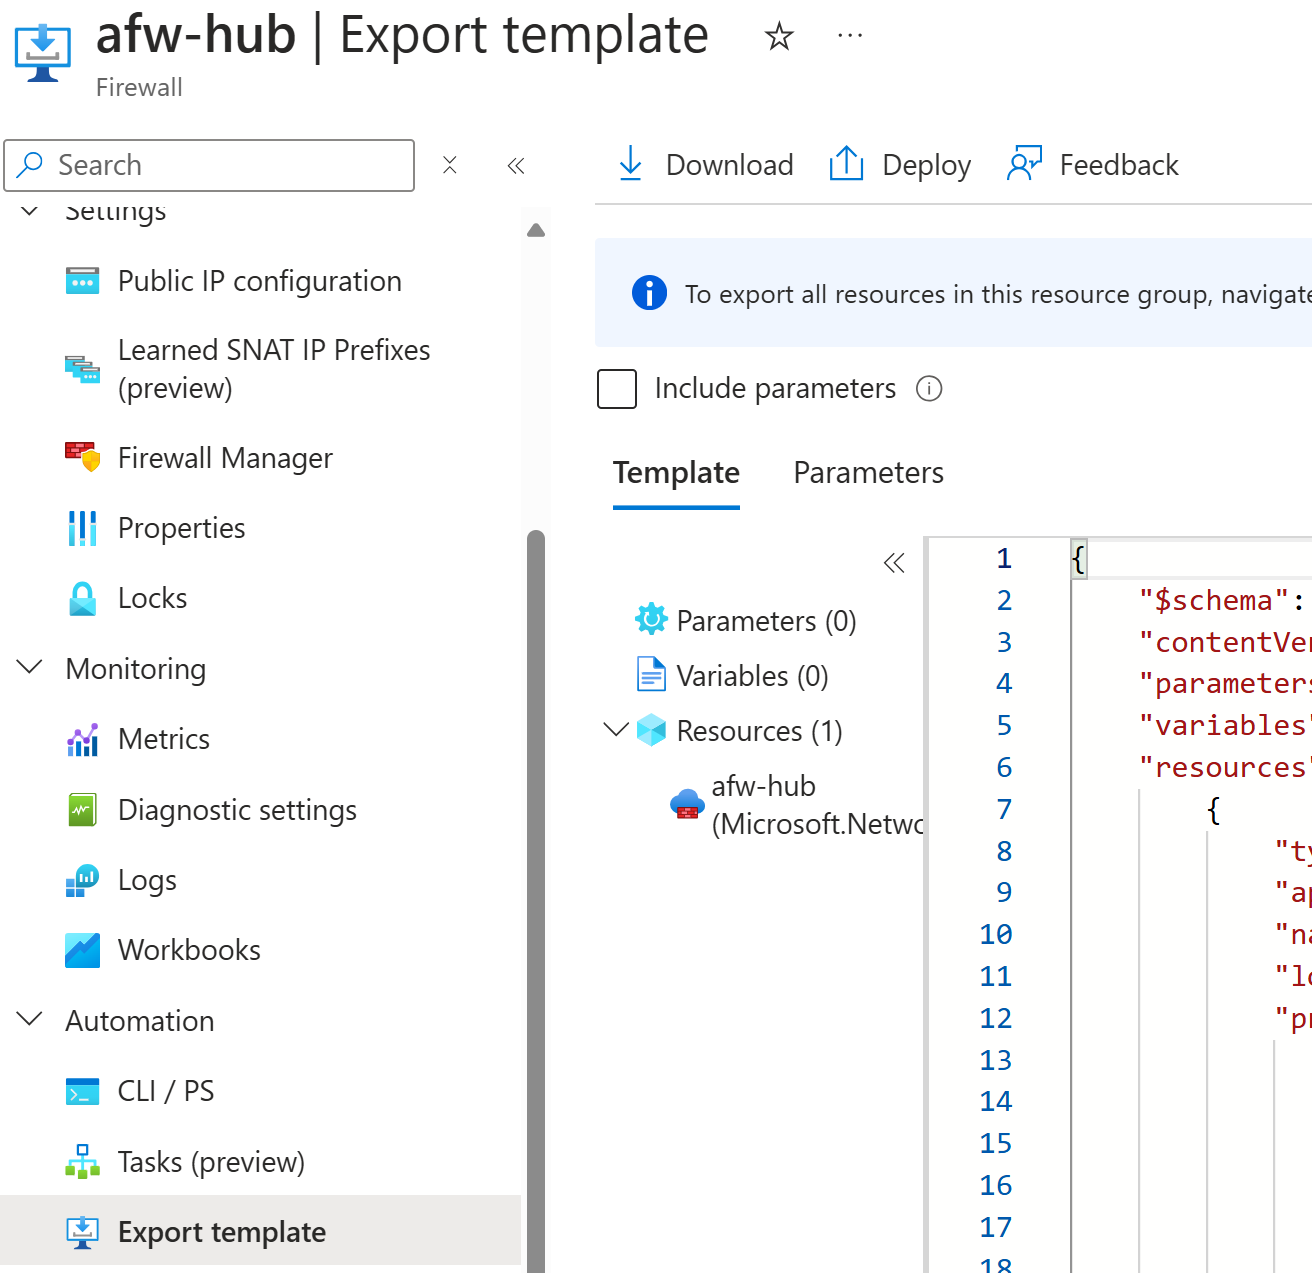 afw-hub | Export template
Firewall
Search
Download
Deploy
Feedback
Settings
Public IP configuration
Learned SNAT IP Prefixes
(preview)
Firewall Manager
Properties
Locks
Monitoring
Metrics
Diagnostic settings
Logs
Workbooks
Automation
CLI / PS
Tasks (preview)
Export template
To export all resources in this resource group, navigate
Include parameters
Template
Parameters
Parameters (0)
Variables (0)
Resources (1)
afw-hub
(Microsoft.Netwo
1 {
2 "$schema":
3 "contentVer
4 "parameters
5 "variables"
6 "resources"
7 {
8 "ty
9 "ap
10 "na
11 "lo
12 "pr
13
14
15
16
17
18